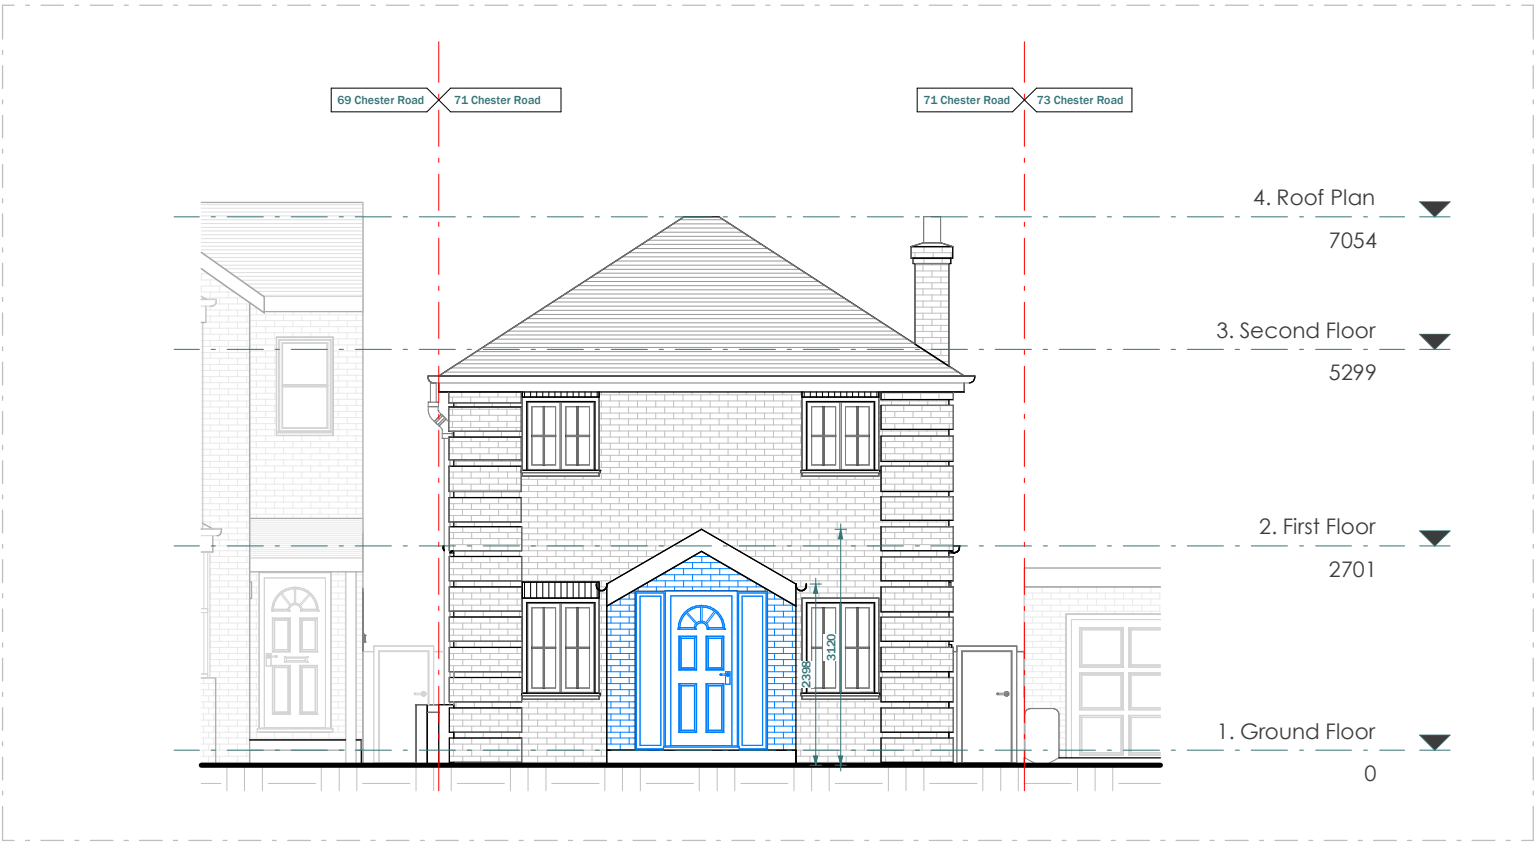 69 Chester Road
71 Chester Road
71 Chester Road
73 Chester Road
4. Roof Plan
7054
3. Second Floor
5299
2. First Floor
2701
3120
2398
1. Ground Floor
0